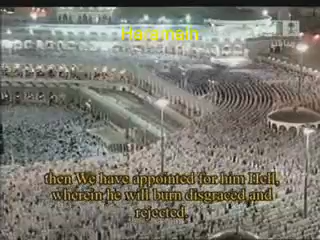 Haramain
then We have appointed for him Hell,
wherein he will burn disgraced and
rejected,